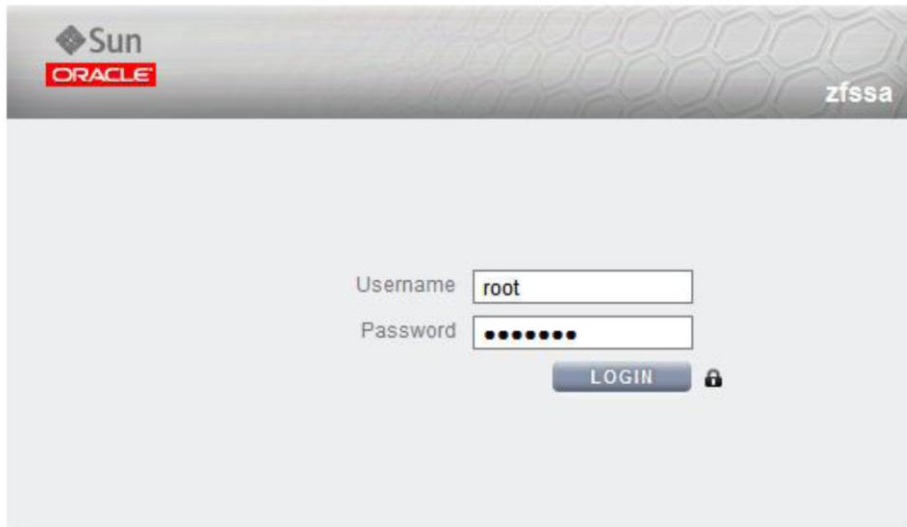 Sun
ORACLE
zfssa
Username root
Password •••••••
LOGIN